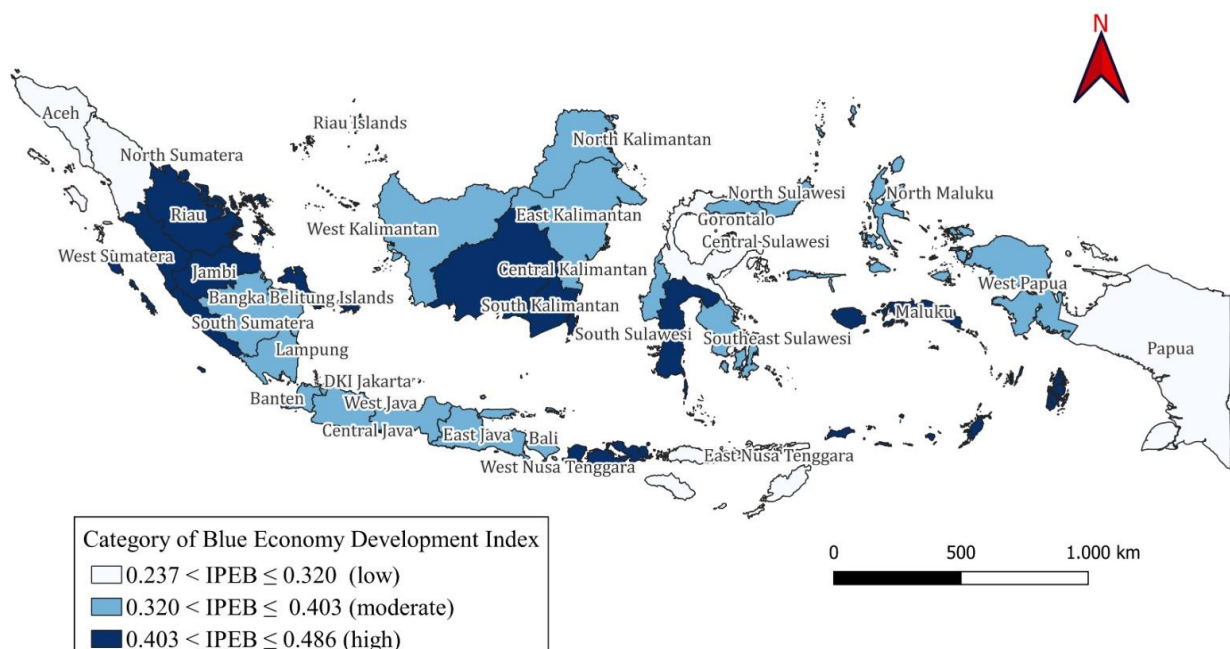 N
Aceh
Riau Islands
North Sumatera
North Kalimantan
Riau
North Sulawesi
North Maluku
East Kalimantan
West Kalimantan
Gorontalo
Central Sulawesi
West Sumatera
Jambi
Central Kalimantan
West Papua
Bangka Belitung Islands
South Kalimantan
Maluku
South Sumatera
South Sulawesi
Southeast Sulawesi
Lampung
Papua
DKI Jakarta
Banten
West Java
Central Java
East Java
Bali
West Nusa Tenggara
East Nusa Tenggara
Category of Blue Economy Development Index
0.237 < IPEB ≤ 0.320 (low)
0.320 < IPEB ≤ 0.403 (moderate)
0.403 < IPEB ≤ 0.486 (high)
0 500 1.000 km